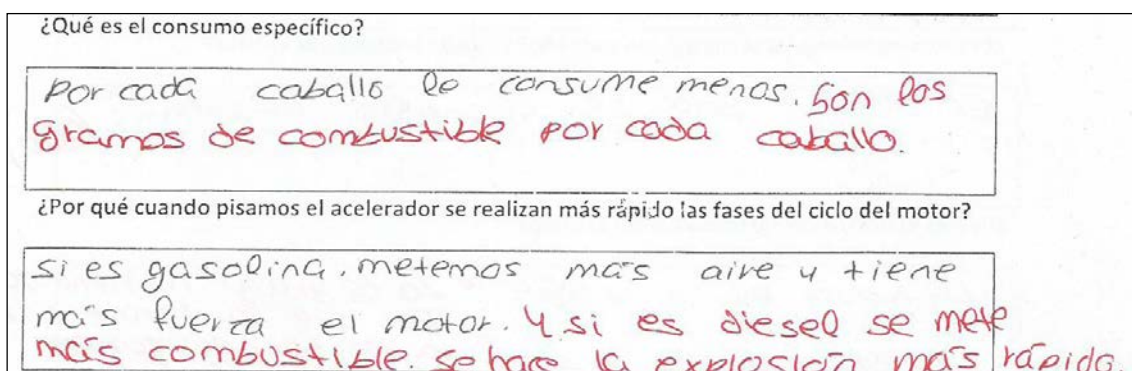 ¿Qué es el consumo específico?
Por cada caballo lo consume menos. Son los
gramos de combustible por cada caballo.
¿Por qué cuando pisamos el acelerador se realizan más rápido las fases del ciclo del motor?
si es gasolina. metemos más aire y tiene
más fuerza el motor. Y si es diesel se mete
más combustible. se hace la explosión más rápida.